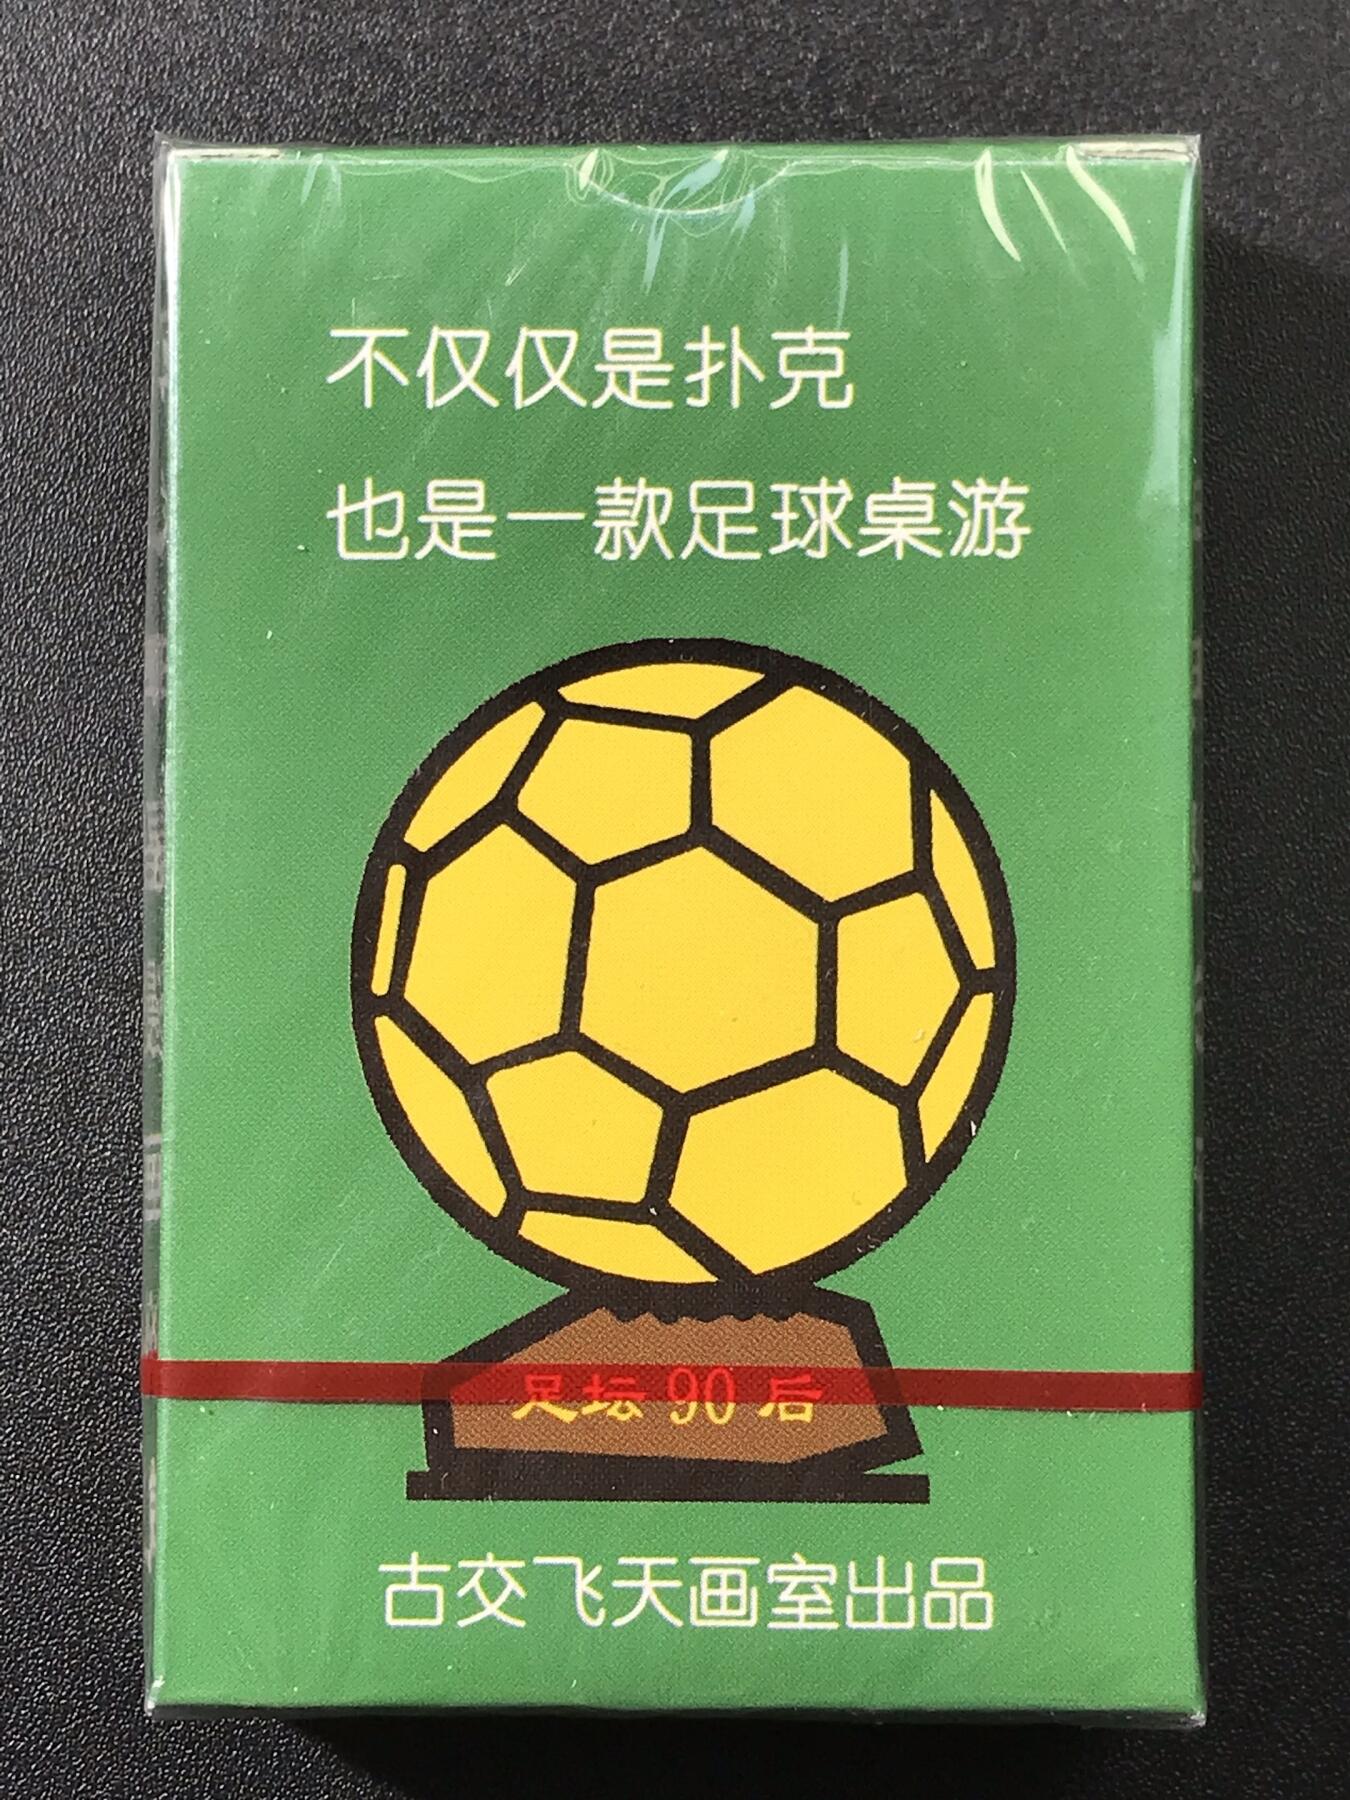 不仅仅是扑克
也是一款足球桌游
足坛90后
古交飞天画室出品